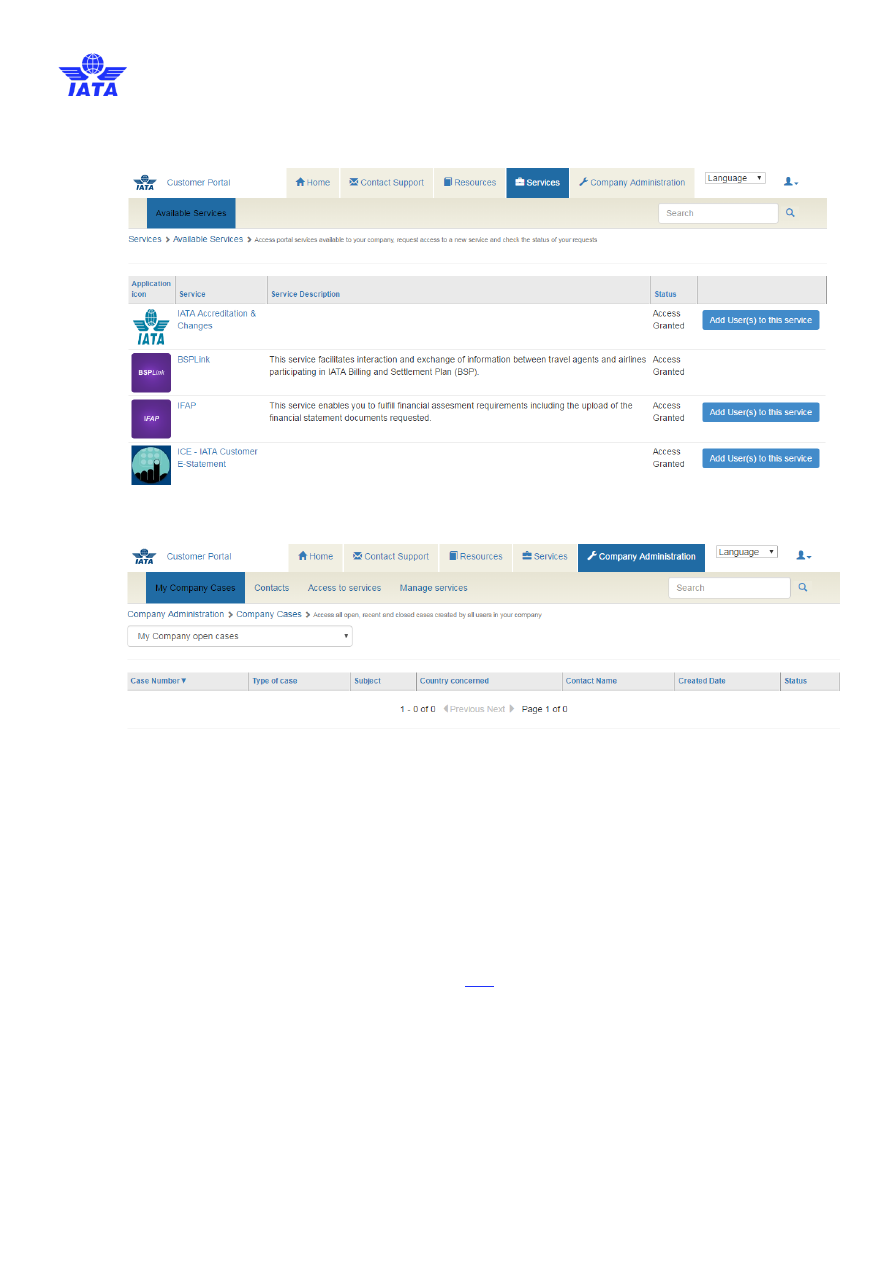 IATA
IATA
Customer Portal
Home
Contact Support
Resources
Services
Company Administration
Language
Available Services
Search
Services > Available Services > Access portal services available to your company, request access to a new service and check the status of your requests
Application
icon
Service
Service Description
Status
IATA
IATA Accreditation &
Changes
Access
Granted
Add User(s) to this service
BSPLink
BSPLink
This service facilitates interaction and exchange of information between travel agents and airlines
participating in IATA Billing and Settlement Plan (BSP).
Access
Granted
IFAP
IFAP
This service enables you to fulfill financial assesment requirements including the upload of the
financial statement documents requested.
Access
Granted
Add User(s) to this service
ICE - IATA Customer
E-Statement
Access
Granted
Add User(s) to this service
IATA
Customer Portal
Home
Contact Support
Resources
Services
Company Administration
Language
My Company Cases
Contacts
Access to services
Manage services
Search
Company Administration > Company Cases > Access all open, recent and closed cases created by all users in your company
My Company open cases
Case Number
Type of case
Subject
Country concerned
Contact Name
Created Date
Status
1 - 0 of 0 Previous Next Page 1 of 0